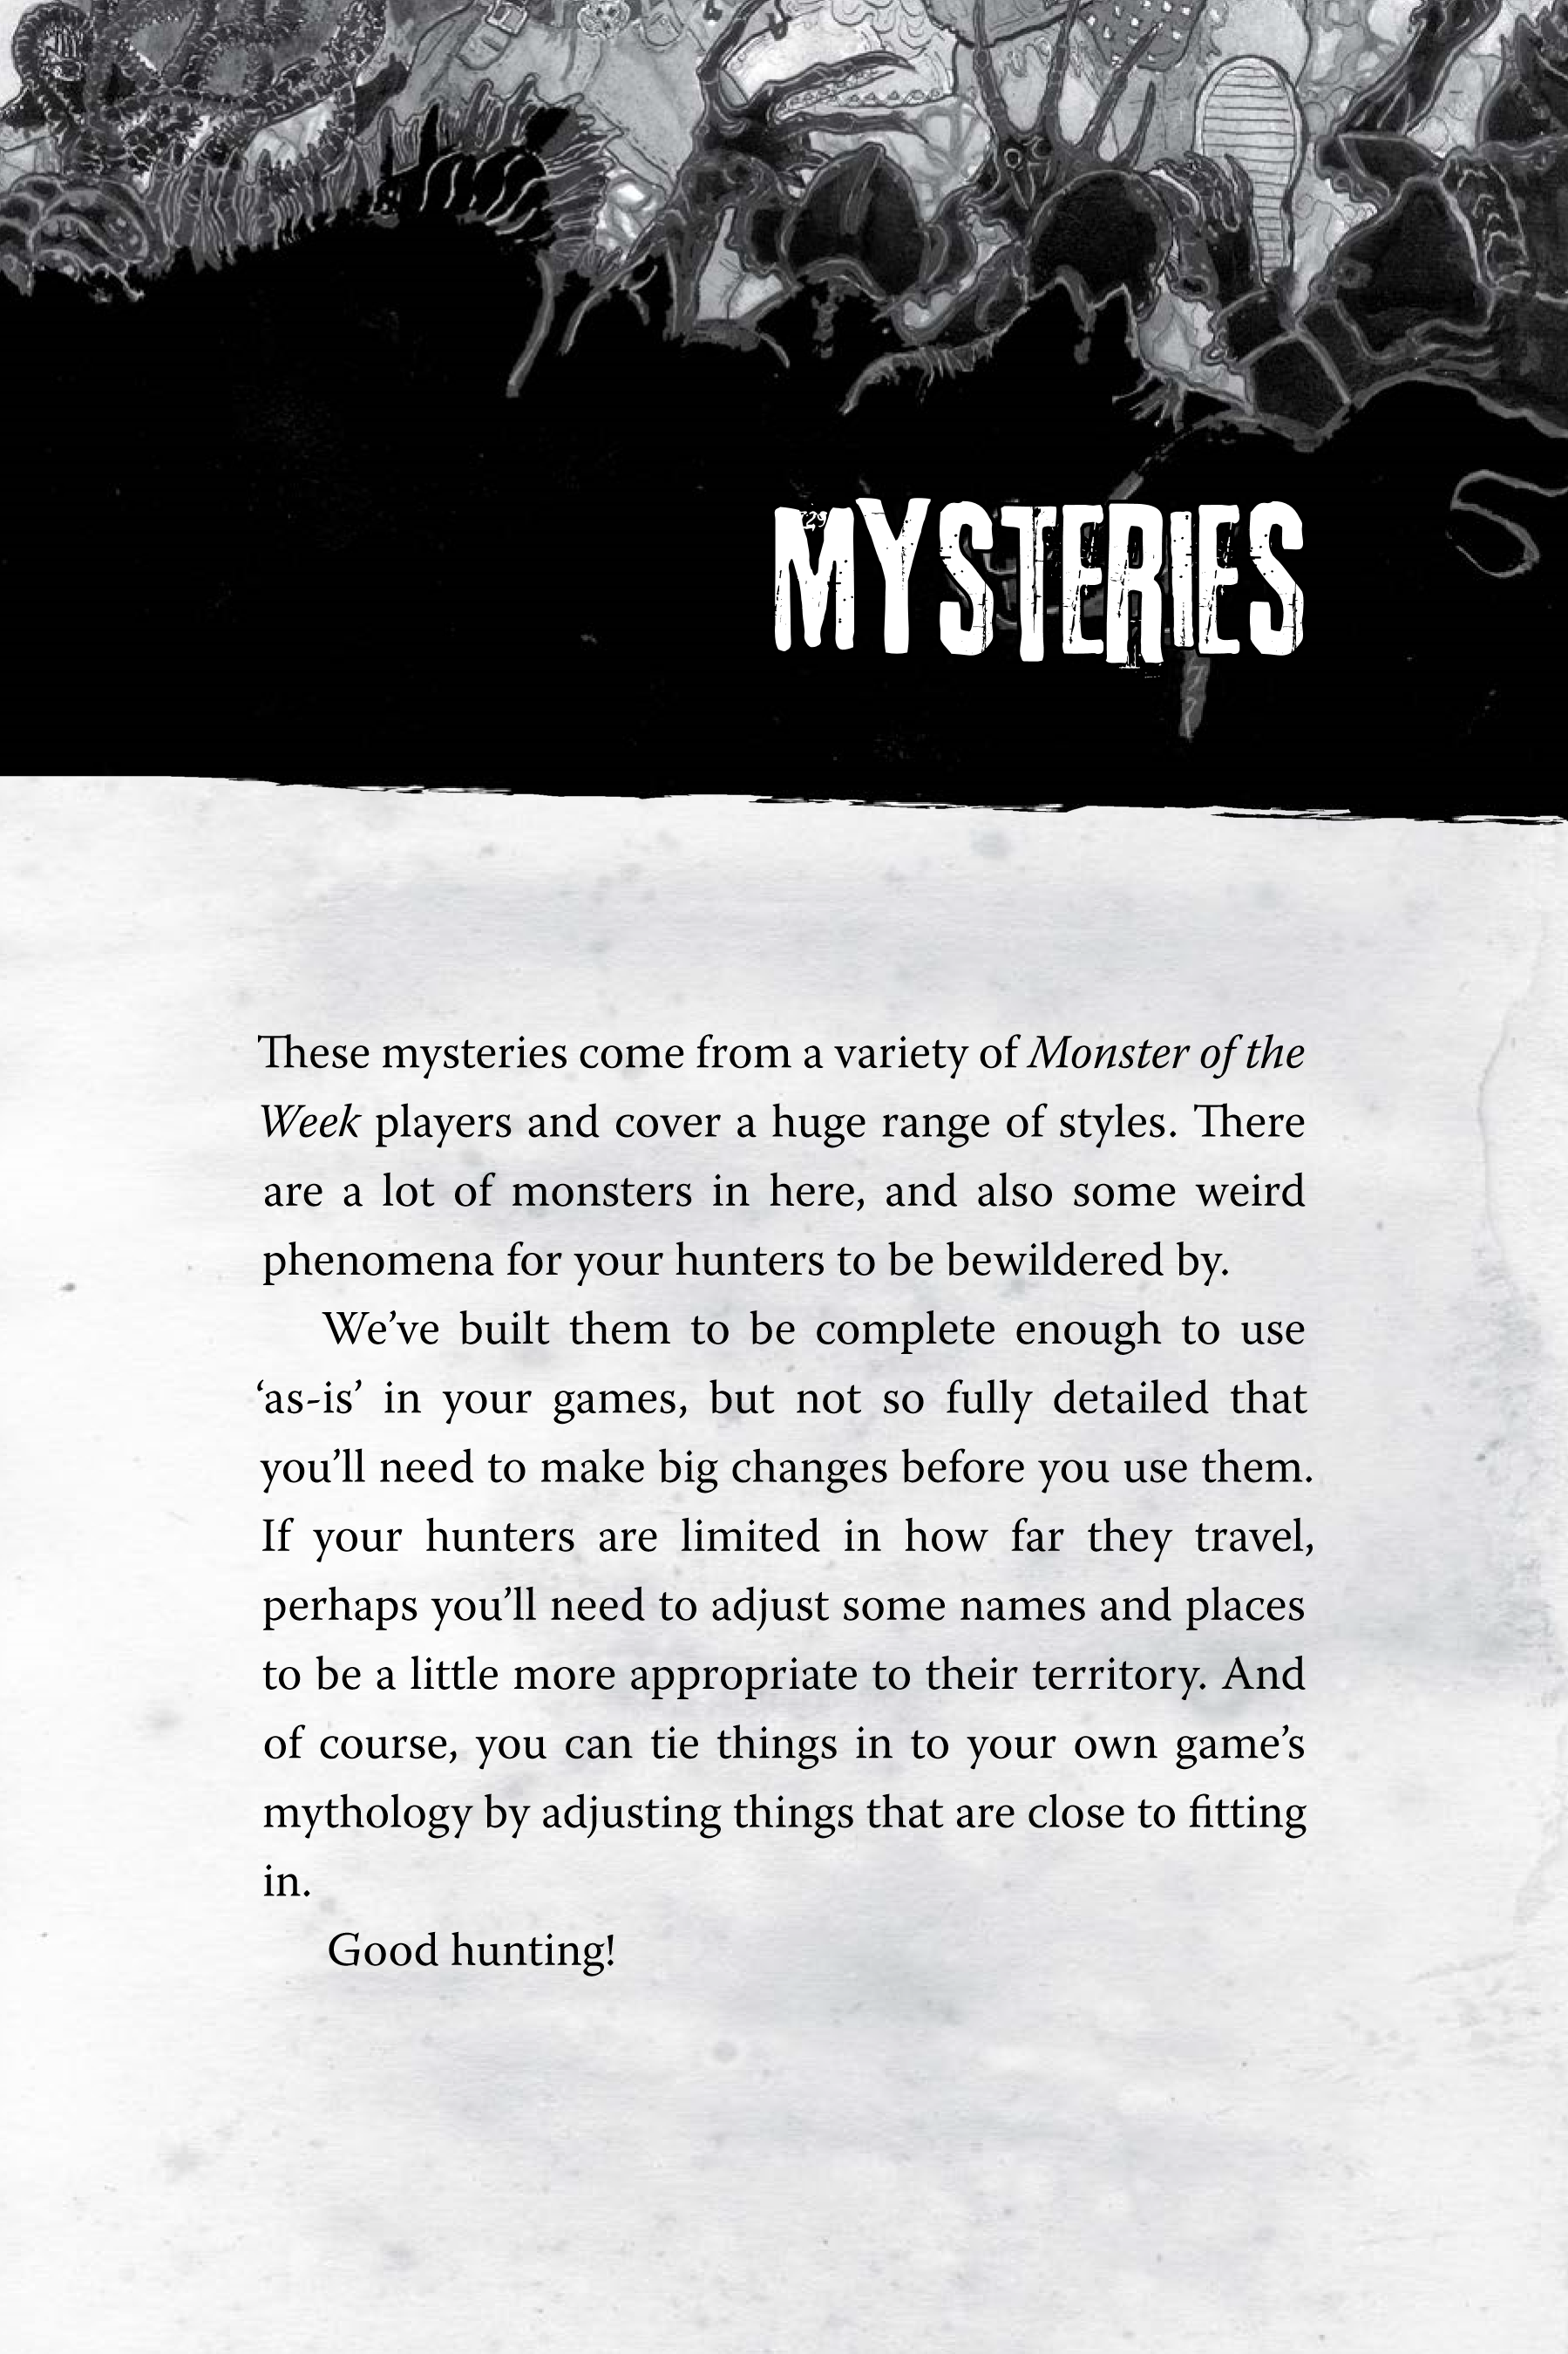 MYSTERIES
These mysteries come from a variety of Monster of the
Week players and cover a huge range of styles. There
are a lot of monsters in here, and also some weird
phenomena for your hunters to be bewildered by.
We’ve built them to be complete enough to use
‘as-is’ in your games, but not so fully detailed that
you’ll need to make big changes before you use them.
If your hunters are limited in how far they travel,
perhaps you’ll need to adjust some names and places
to be a little more appropriate to their territory. And
of course, you can tie things in to your own game’s
mythology by adjusting things that are close to fitting
in.
Good hunting!